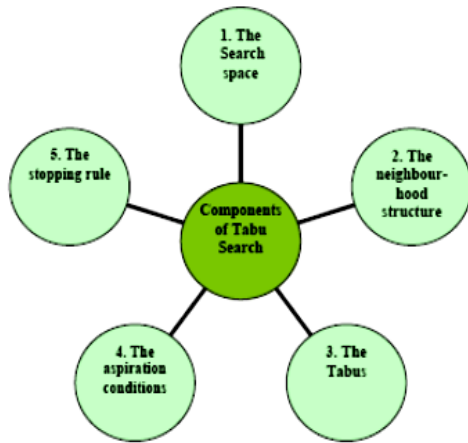 1. The
Search
space
5. The
stopping rule
2. The
neighbour-
hood
structure
Components
of Tabu
Search
4. The
aspiration
conditions
3. The
Tabus